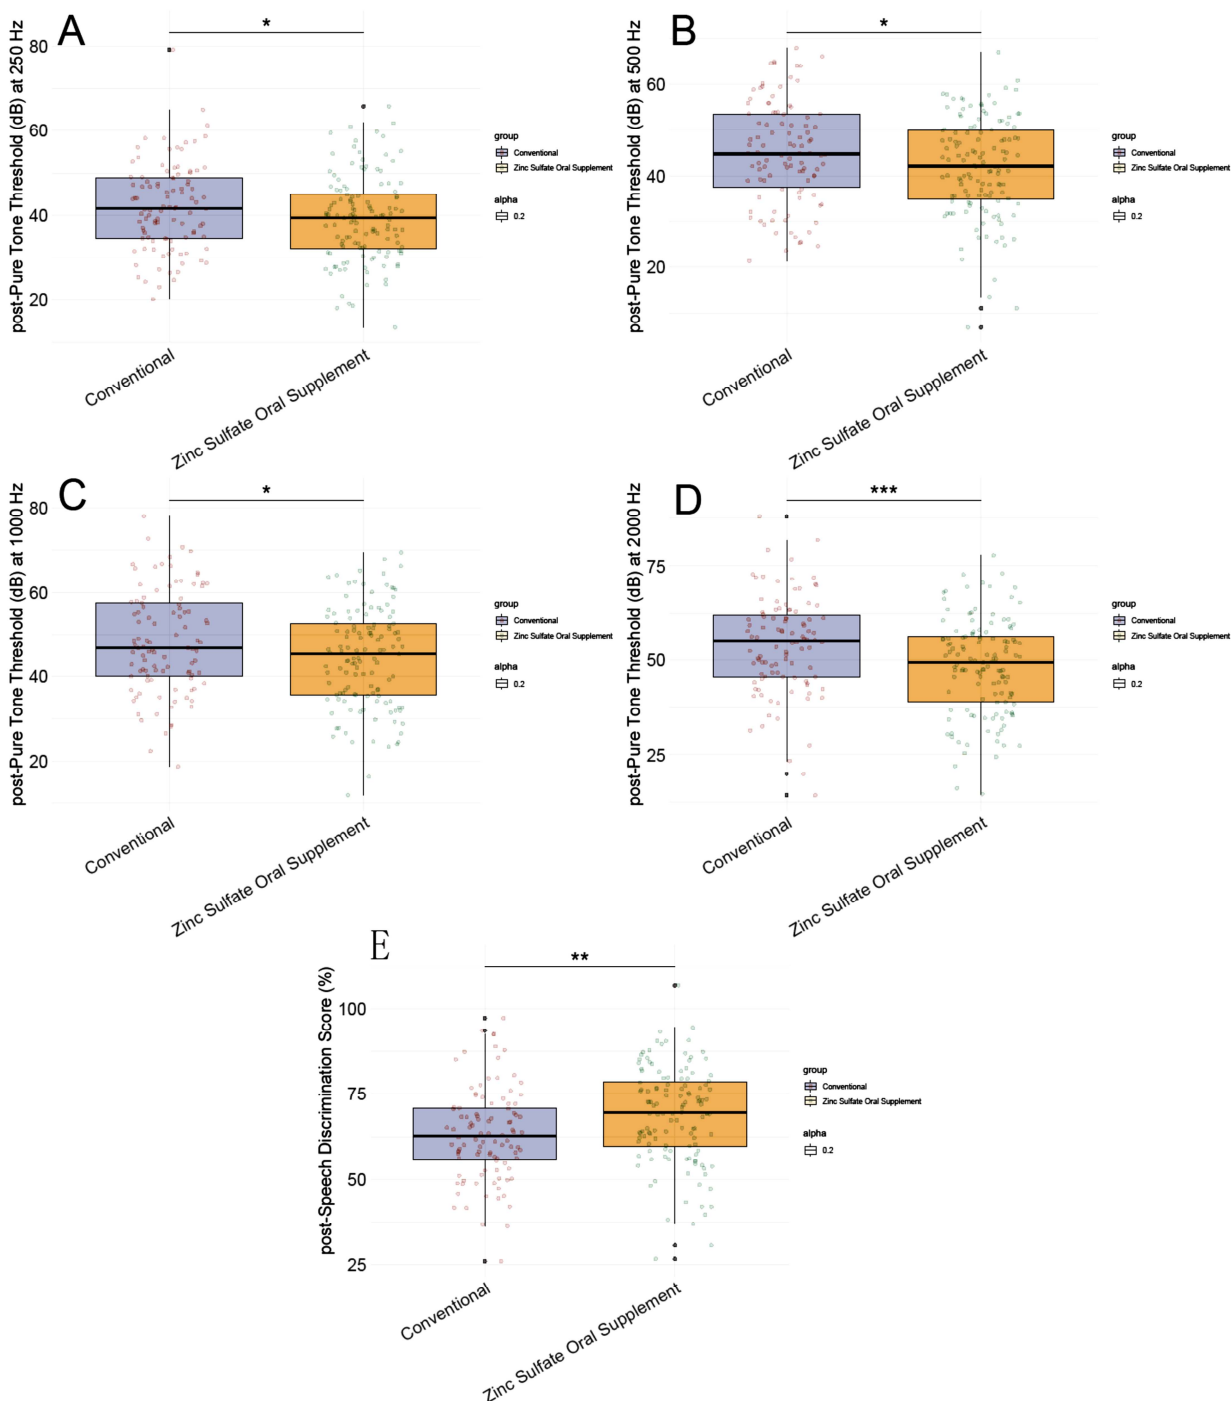 A
*
post-Pure Tone Threshold (dB) at 250 Hz
80
60
40
20
Conventional
Zinc Sulfate Oral Supplement
group
Conventional
Zinc Sulfate Oral Supplement
alpha
0.2
B
*
post-Pure Tone Threshold (dB) at 500 Hz
60
40
20
Conventional
Zinc Sulfate Oral Supplement
group
Conventional
Zinc Sulfate Oral Supplement
alpha
0.2
C
*
post-Pure Tone Threshold (dB) at 1000 Hz
80
60
40
20
Conventional
Zinc Sulfate Oral Supplement
group
Conventional
Zinc Sulfate Oral Supplement
alpha
0.2
D
***
post-Pure Tone Threshold (dB) at 2000 Hz
75
50
25
Conventional
Zinc Sulfate Oral Supplement
group
Conventional
Zinc Sulfate Oral Supplement
alpha
0.2
E
**
post-Speech Discrimination Score (%)
100
75
50
25
Conventional
Zinc Sulfate Oral Supplement
group
Conventional
Zinc Sulfate Oral Supplement
alpha
0.2